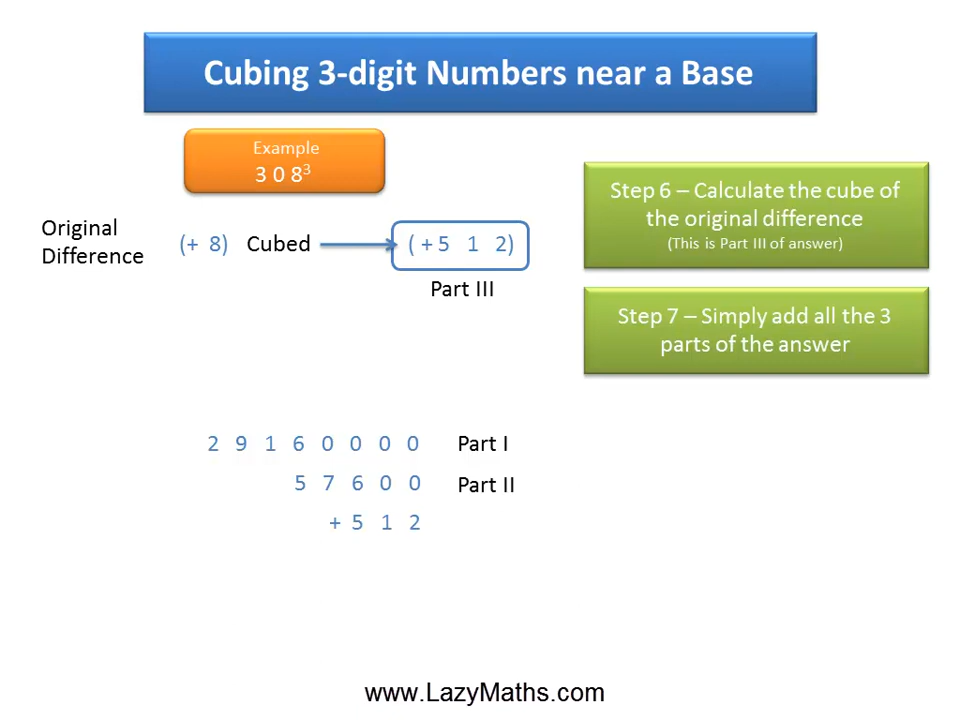 Cubing 3-digit Numbers near a Base
Example
3 0 8³
Original
Difference
(+ 8) Cubed
( + 5 1 2)
Part III
Step 6 – Calculate the cube of
the original difference
(This is Part III of answer)
Step 7 – Simply add all the 3
parts of the answer
2 9 1 6 0 0 0 0 Part I
5 7 6 0 0 Part II
+ 5 1 2
www.LazyMaths.com